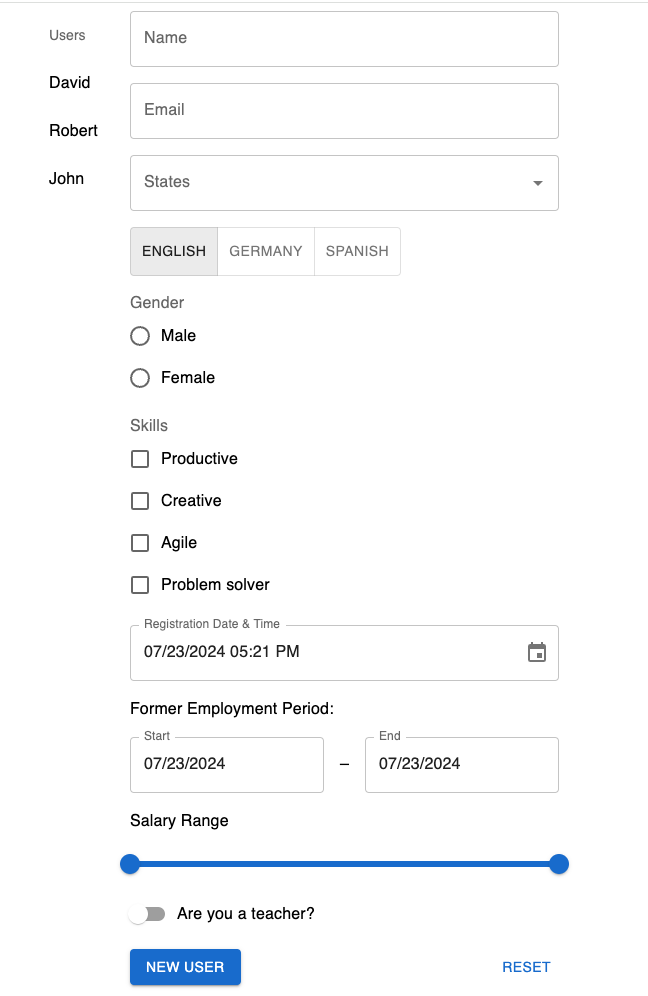 Users
David
Robert
John
Name
Email
States
ENGLISH GERMANY SPANISH
Gender
Male
Female
Skills
Productive
Creative
Agile
Problem solver
Registration Date & Time
07/23/2024 05:21 PM
Former Employment Period:
Start End
07/23/2024 – 07/23/2024
Salary Range
Are you a teacher?
NEW USER RESET